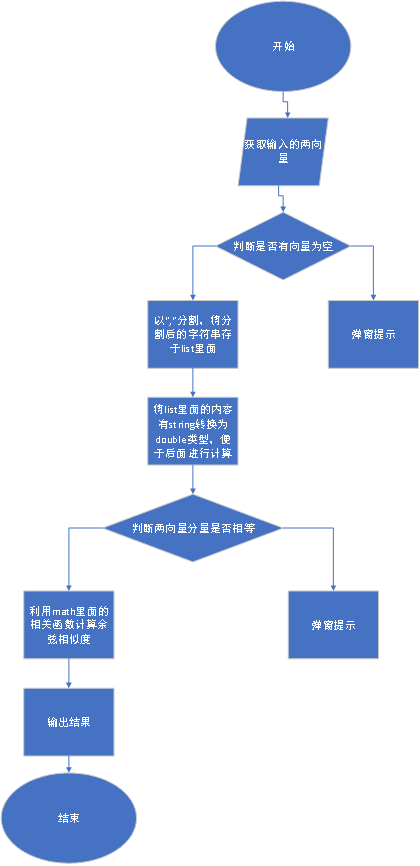 开始
获取输入的两向
量
判断是否有向量为空
以","分割，将分
割后的字符串存
于list里面
弹窗提示
将list里面的内容
有string转换为
double类型，便
于后面进行计算
判断两向量分量是否相等
利用math里面的
相关函数计算余
弦相似度
弹窗提示
输出结果
结束